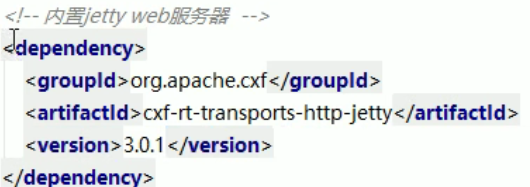 <!-- 内置jetty web服务器  -->
<dependency>
<groupId>org.apache.cxf</groupId>
<artifactId>cxf-rt-transports-http-jetty</artifactId>
<version>3.0.1</version>
</dependency>